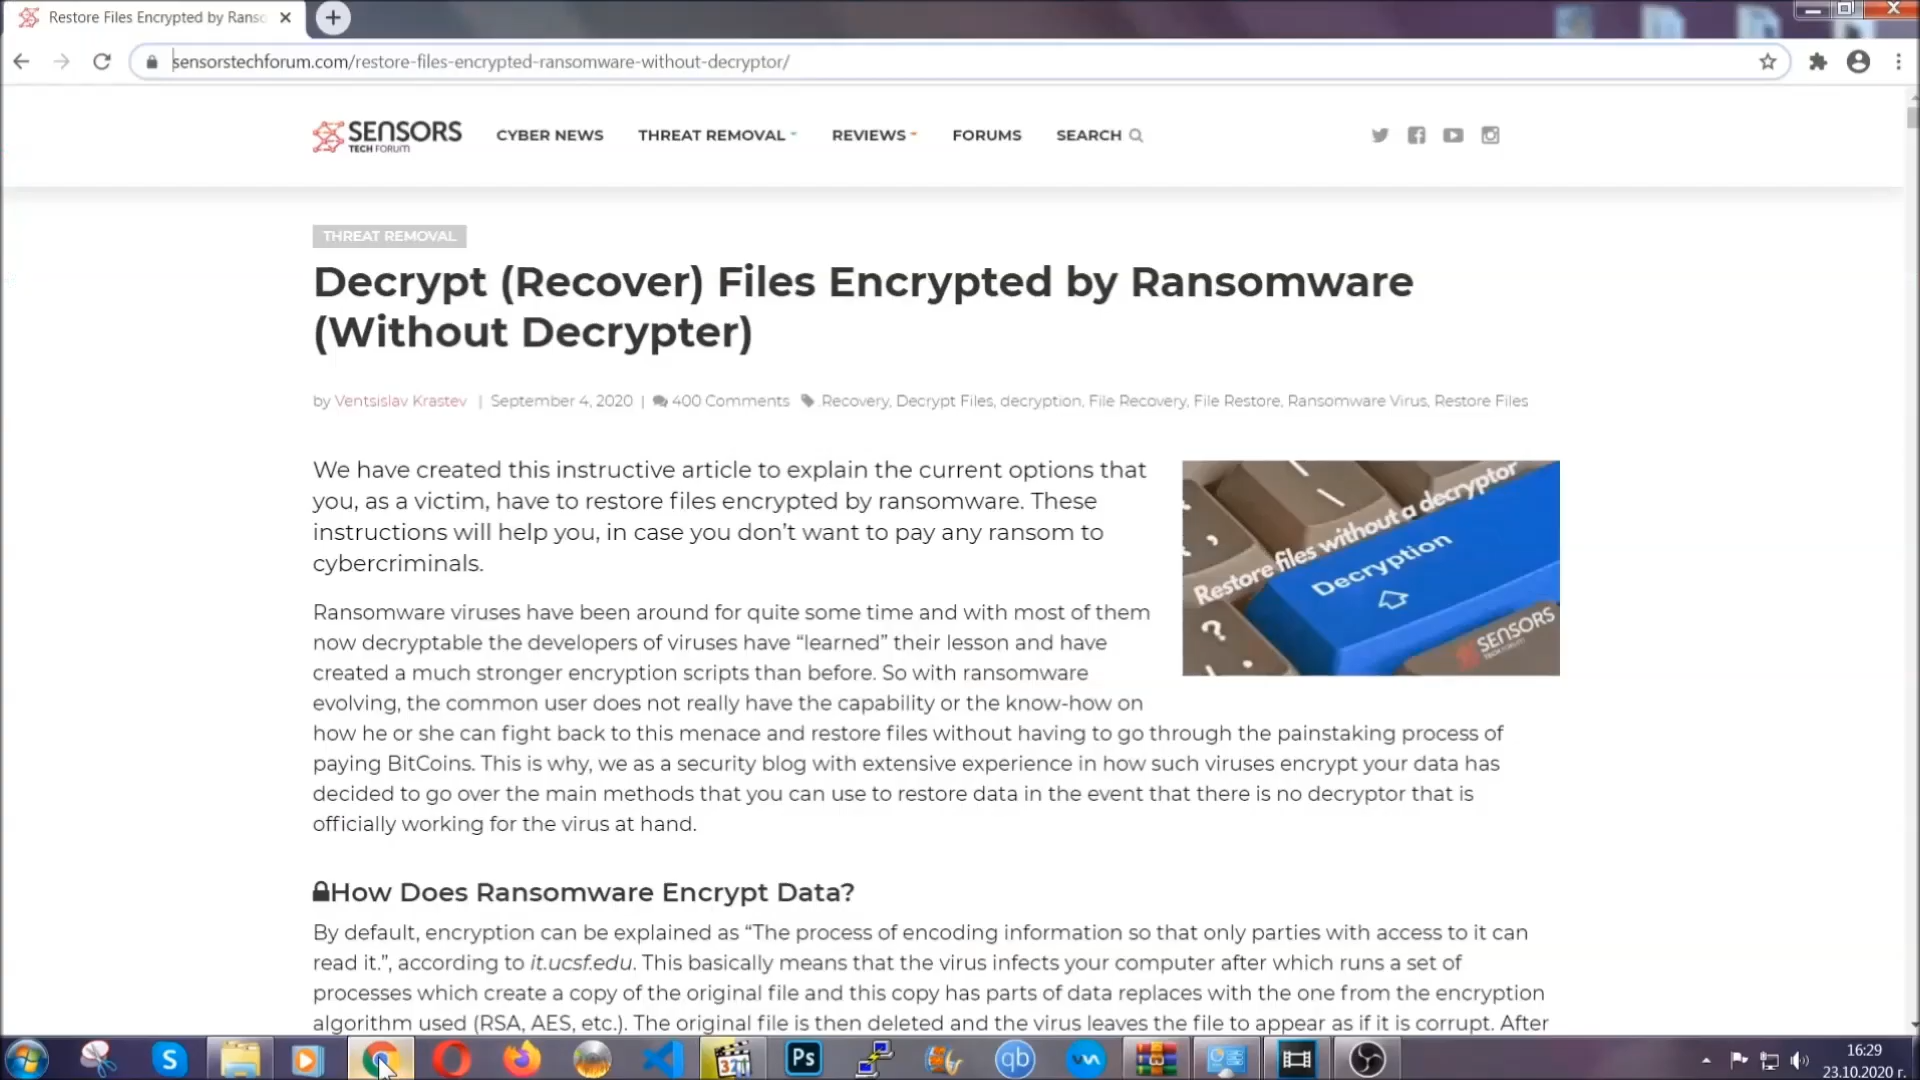 Restore Files Encrypted by Ranso
sensorstechforum.com/restore-files-encrypted-ransomware-without-decryptor/
SENSORS
TECH FORUM
CYBER NEWS THREAT REMOVAL REVIEWS FORUMS SEARCH
THREAT REMOVAL
Decrypt (Recover) Files Encrypted by Ransomware
(Without Decrypter)
by Ventsislav Krastev | September 4, 2020 | 400 Comments .Recovery, Decrypt Files, decryption, File Recovery, File Restore, Ransomware Virus, Restore Files
We have created this instructive article to explain the current options that
you, as a victim, have to restore files encrypted by ransomware. These
instructions will help you, in case you don’t want to pay any ransom to
cybercriminals.
Restore files without a decryptor
Decryption
SENSORS
TECH FORUM
Ransomware viruses have been around for quite some time and with most of them
now decryptable the developers of viruses have “learned” their lesson and have
created a much stronger encryption scripts than before. So with ransomware
evolving, the common user does not really have the capability or the know-how on
how he or she can fight back to this menace and restore files without having to go through the painstaking process of
paying BitCoins. This is why, we as a security blog with extensive experience in how such viruses encrypt your data has
decided to go over the main methods that you can use to restore data in the event that there is no decryptor that is
officially working for the virus at hand.
How Does Ransomware Encrypt Data?
By default, encryption can be explained as “The process of encoding information so that only parties with access to it can
read it.”, according to it.ucsf.edu. This basically means that the virus infects your computer after which runs a set of
processes which create a copy of the original file and this copy has parts of data replaces with the one from the encryption
algorithm used (RSA, AES, etc.). The original file is then deleted and the virus leaves the file to appear as if it is corrupt. After
S
321
Ps
qb
16:29
23.10.2020 г.